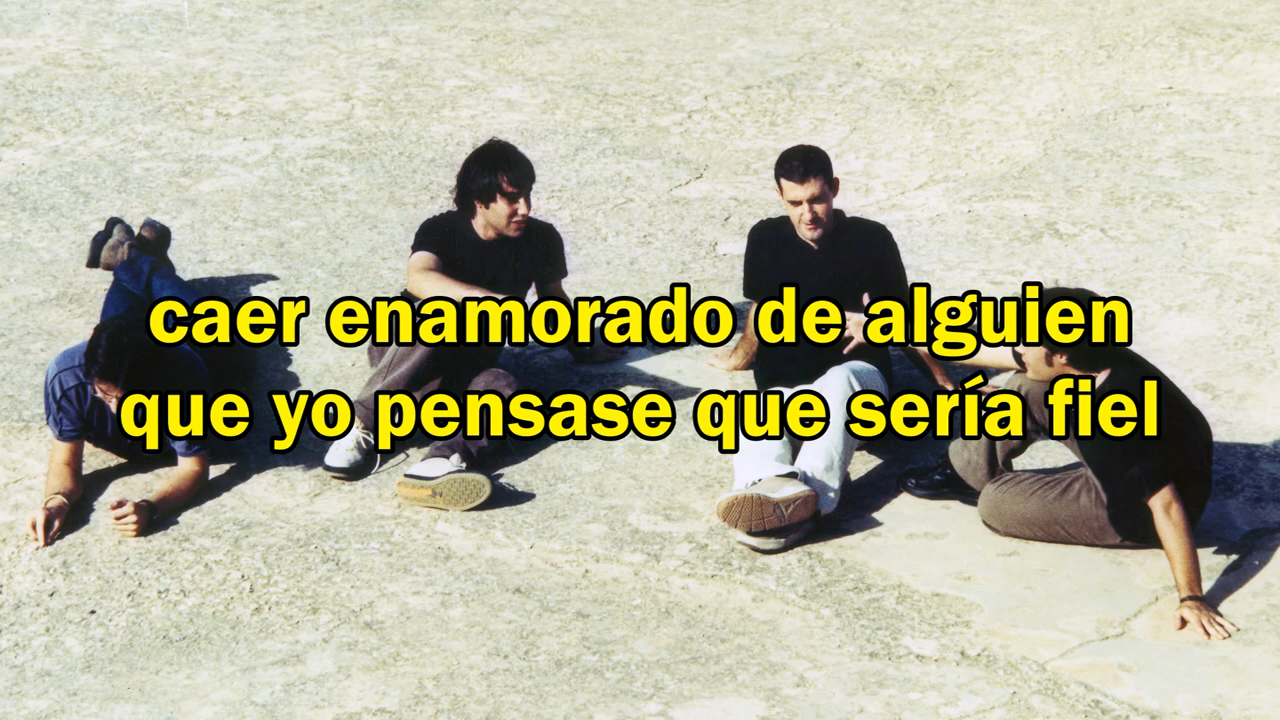 caer enamorado de alguien
que yo pensase que sería fiel